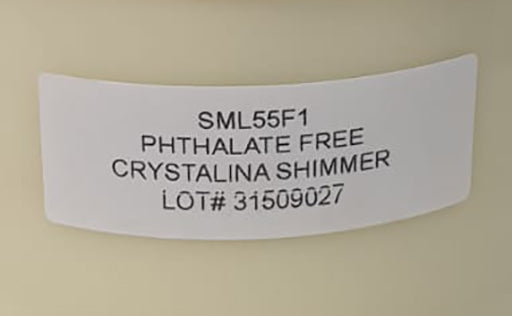 SML55F1
PHTHALATE FREE
CRYSTALINA SHIMMER
LOT# 31509027